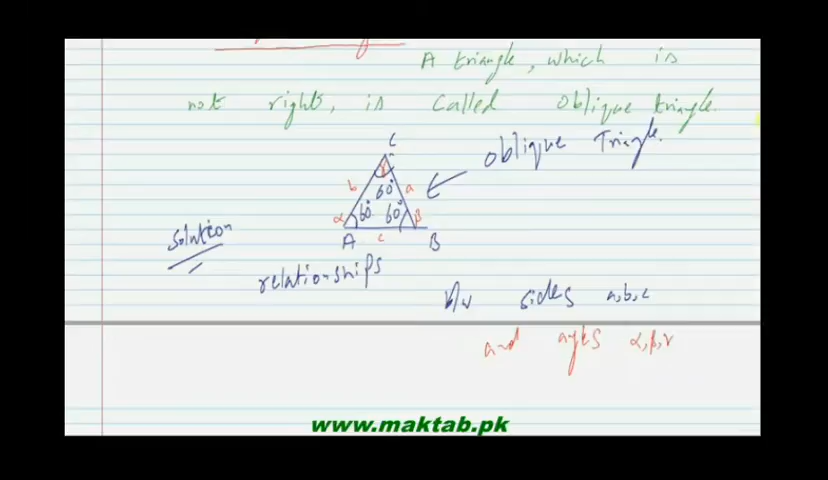 A triangle, which is
not right, is called oblique triangle.
C
oblique Triangle.
b 60° a
α 60° 60° β
A c B
solution
relationships
b/w sides a,b,c
and angles α,β,γ
www.maktab.pk